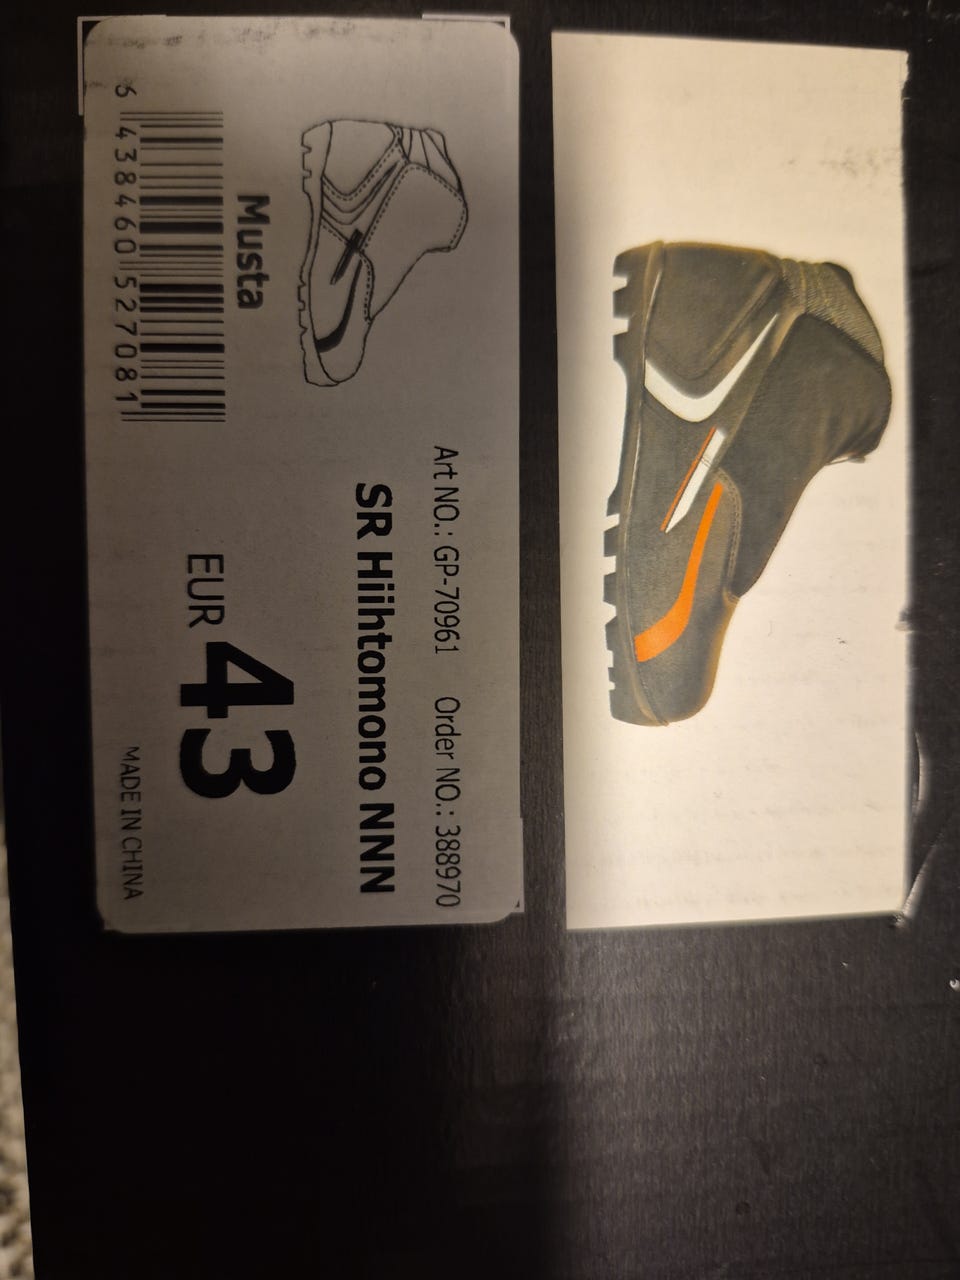 Art NO.: GP-70961 Order NO.: 388970
SR Hiihtomono NNN
Musta
EUR 43
6 438460 527081
MADE IN CHINA